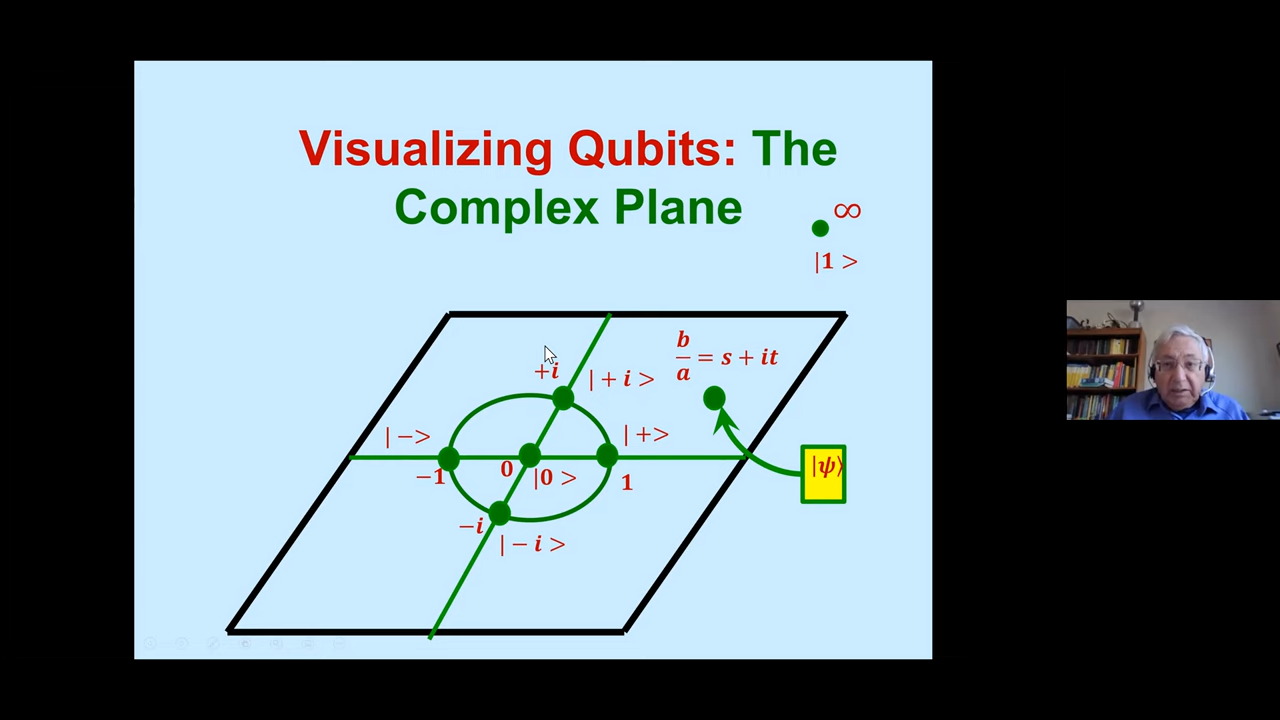 Visualizing Qubits: The
Complex Plane
∞
|1 >
b/a = s + it
+i
| + i >
| −>
| +>
−1
0
|0 >
1
|ψ⟩
−i
| − i >